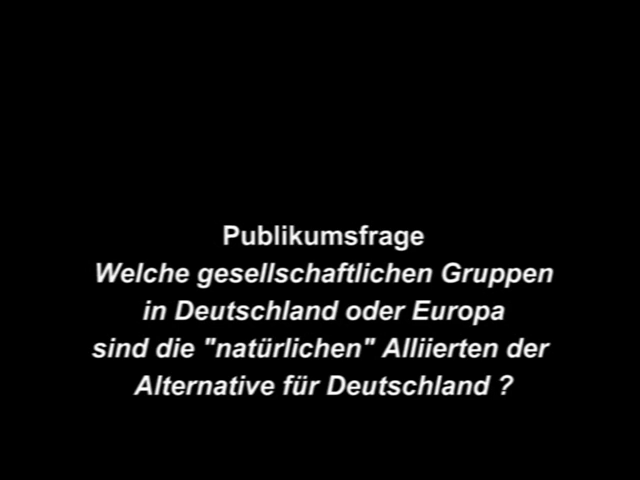 Publikumsfrage
Welche gesellschaftlichen Gruppen
in Deutschland oder Europa
sind die "natürlichen" Alliierten der
Alternative für Deutschland ?